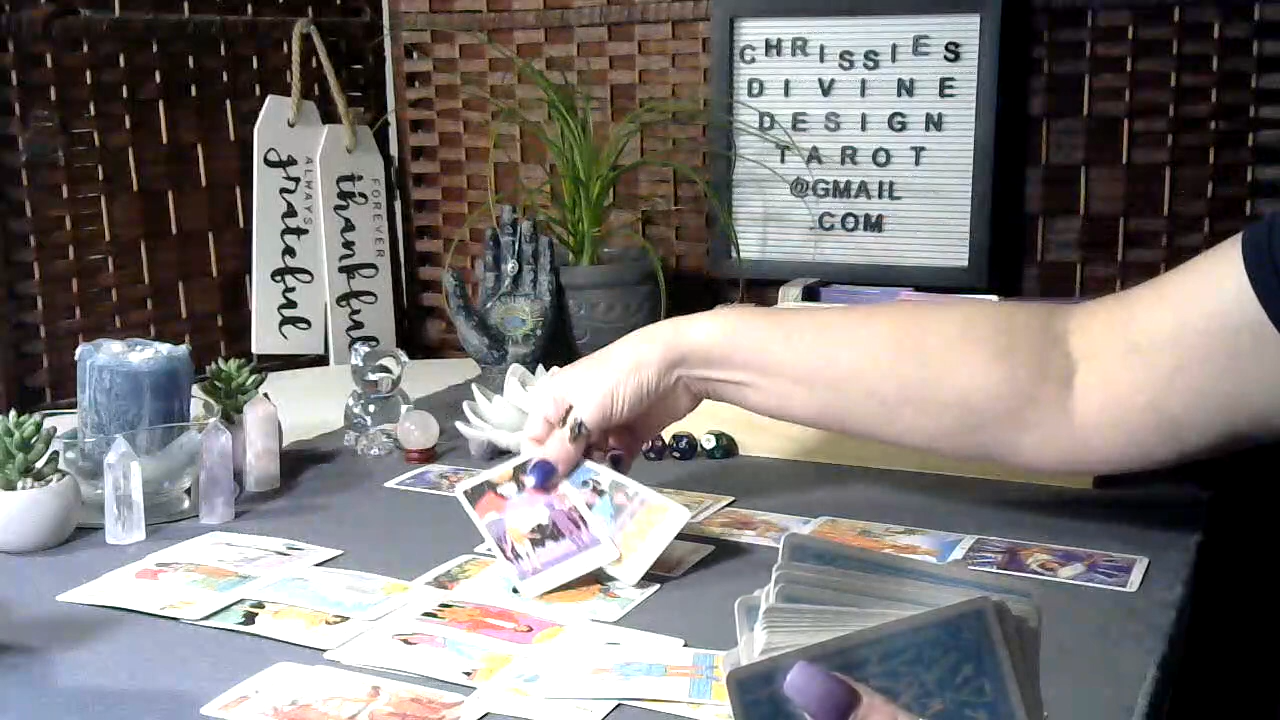 ALWAYS
grateful
FOREVER
thankful
CHRISSIES
DIVINE
DESIGN
TAROT
@GMAIL
.COM